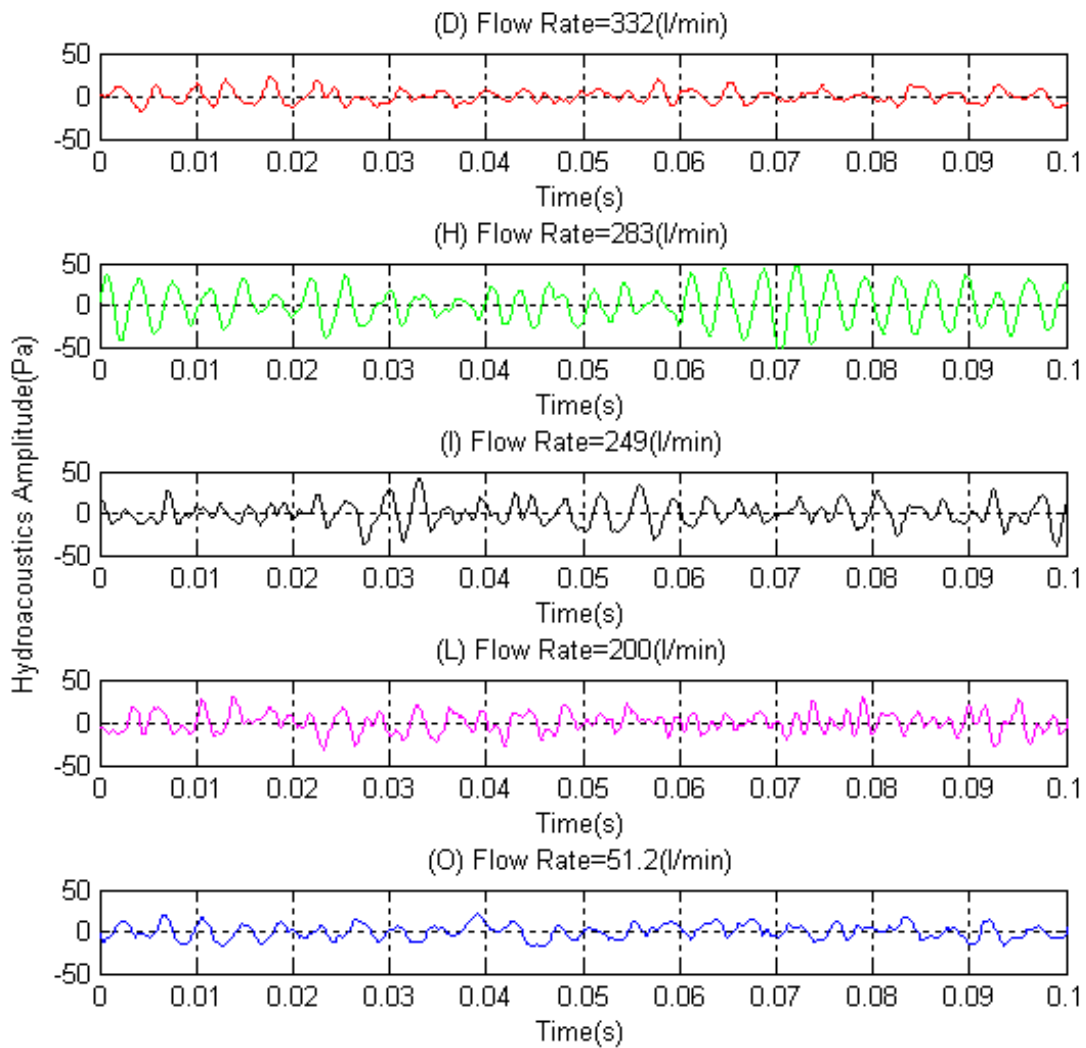 (D) Flow Rate=332(l/min)
50
0
-50
0 0.01 0.02 0.03 0.04 0.05 0.06 0.07 0.08 0.09 0.1
Time(s)
(H) Flow Rate=283(l/min)
50
0
-50
0 0.01 0.02 0.03 0.04 0.05 0.06 0.07 0.08 0.09 0.1
Time(s)
Hydroacoustics Amplitude(Pa)
(I) Flow Rate=249(l/min)
50
0
-50
0 0.01 0.02 0.03 0.04 0.05 0.06 0.07 0.08 0.09 0.1
Time(s)
(L) Flow Rate=200(l/min)
50
0
-50
0 0.01 0.02 0.03 0.04 0.05 0.06 0.07 0.08 0.09 0.1
Time(s)
(O) Flow Rate=51.2(l/min)
50
0
-50
0 0.01 0.02 0.03 0.04 0.05 0.06 0.07 0.08 0.09 0.1
Time(s)